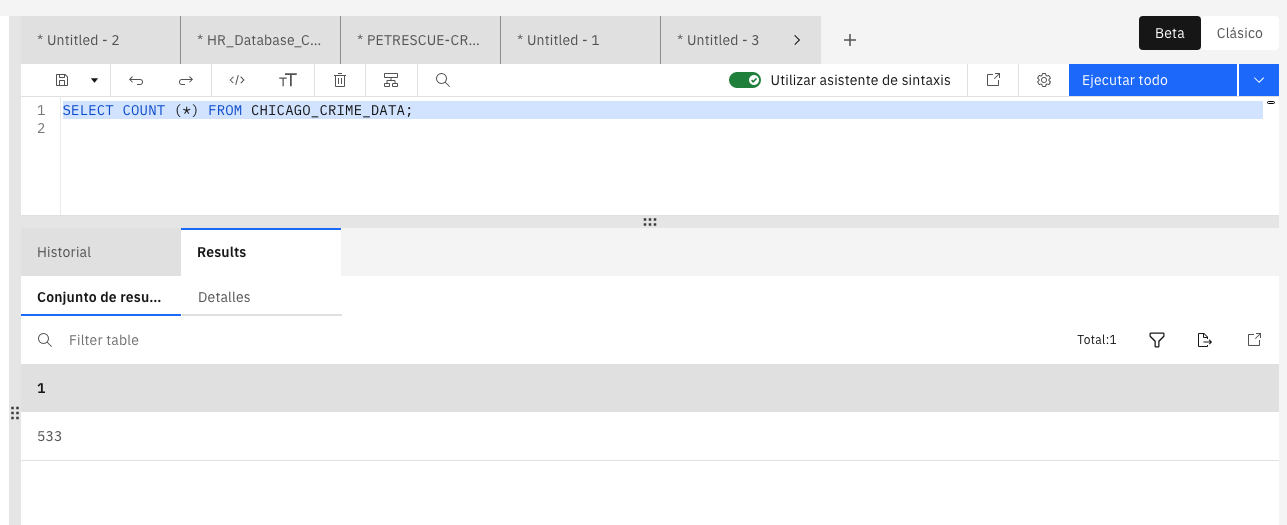 * Untitled - 2
* HR_Database_C...
* PETRESCUE-CR...
* Untitled - 1
* Untitled - 3
Beta
Clásico
Utilizar asistente de sintaxis
Ejecutar todo
1 SELECT COUNT (*) FROM CHICAGO_CRIME_DATA;
2
Historial
Results
Conjunto de resu...
Detalles
Filter table
Total:1
1
533